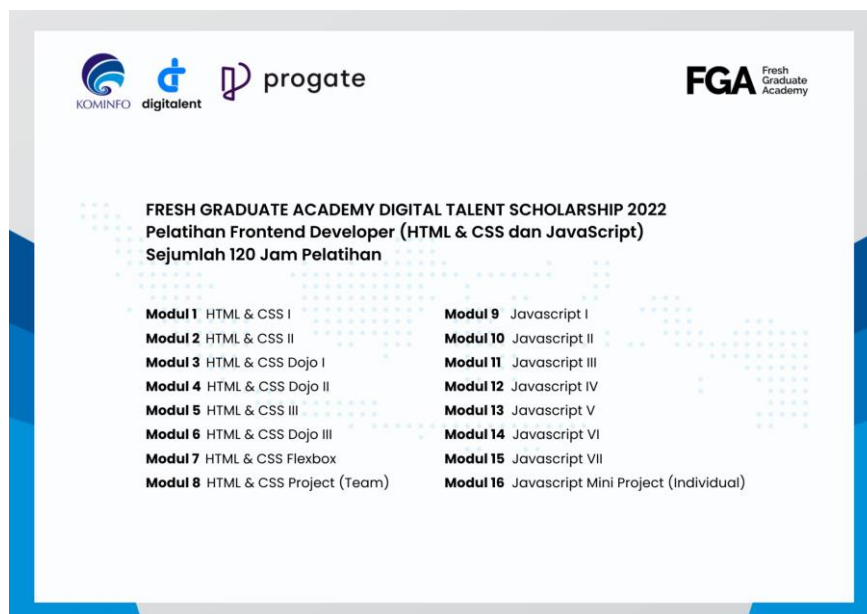 KOMINFO
digitalent
progate
FGA
Fresh
Graduate
Academy
FRESH GRADUATE ACADEMY DIGITAL TALENT SCHOLARSHIP 2022
Pelatihan Frontend Developer (HTML & CSS dan JavaScript)
Sejumlah 120 Jam Pelatihan
Modul 1 HTML & CSS I
Modul 2 HTML & CSS II
Modul 3 HTML & CSS Dojo I
Modul 4 HTML & CSS Dojo II
Modul 5 HTML & CSS III
Modul 6 HTML & CSS Dojo III
Modul 7 HTML & CSS Flexbox
Modul 8 HTML & CSS Project (Team)
Modul 9 Javascript I
Modul 10 Javascript II
Modul 11 Javascript III
Modul 12 Javascript IV
Modul 13 Javascript V
Modul 14 Javascript VI
Modul 15 Javascript VII
Modul 16 Javascript Mini Project (Individual)